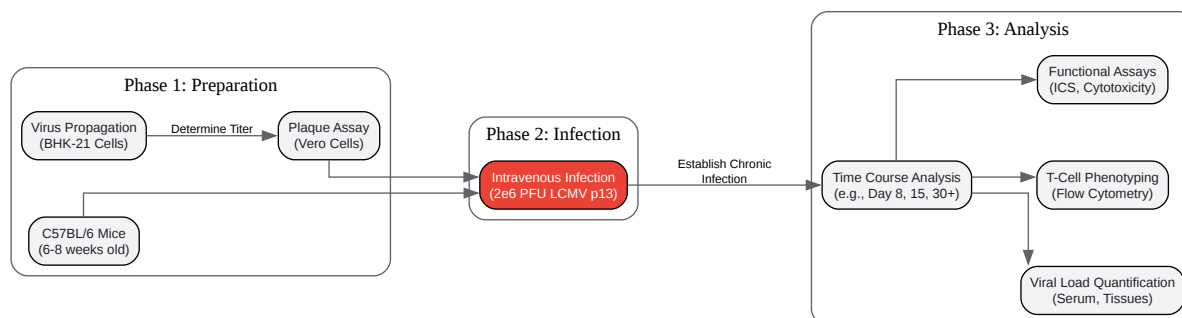 Phase 1: Preparation
Virus Propagation
(BHK-21 Cells)
Determine Titer
Plaque Assay
(Vero Cells)
C57BL/6 Mice
(6-8 weeks old)
Phase 2: Infection
Intravenous Infection
(2e6 PFU LCMV p13)
Establish Chronic
Infection
Phase 3: Analysis
Time Course Analysis
(e.g., Day 8, 15, 30+)
Functional Assays
(ICS, Cytotoxicity)
T-Cell Phenotyping
(Flow Cytometry)
Viral Load Quantification
(Serum, Tissues)